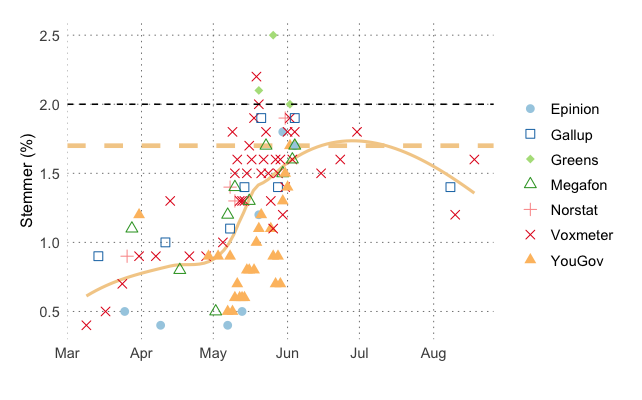 2.5
2.0
1.5
1.0
0.5
Stemmer (%)
Mar Apr May Jun Jul Aug
Epinion
Gallup
Greens
Megafon
Norstat
Voxmeter
YouGov